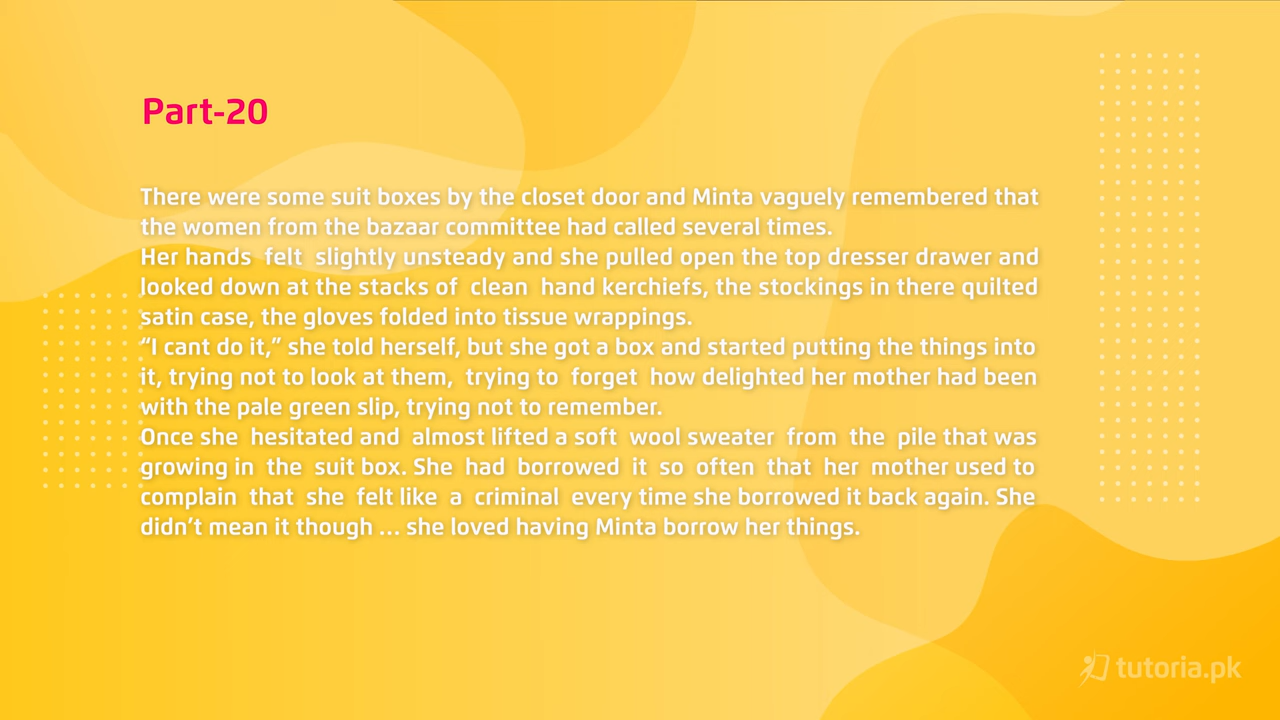 Part-20
There were some suit boxes by the closet door and Minta vaguely remembered that
the women from the bazaar committee had called several times.
Her hands felt slightly unsteady and she pulled open the top dresser drawer and
looked down at the stacks of clean hand kerchiefs, the stockings in there quilted
satin case, the gloves folded into tissue wrappings.
“I cant do it,” she told herself, but she got a box and started putting the things into
it, trying not to look at them, trying to forget how delighted her mother had been
with the pale green slip, trying not to remember.
Once she hesitated and almost lifted a soft wool sweater from the pile that was
growing in the suit box. She had borrowed it so often that her mother used to
complain that she felt like a criminal every time she borrowed it back again. She
didn’t mean it though ... she loved having Minta borrow her things.
tutoria.pk